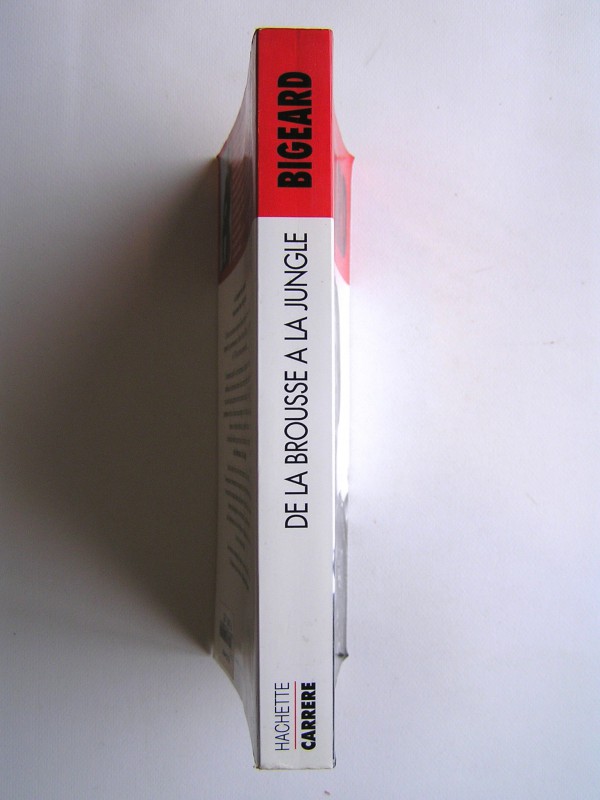 BIGEARD
DE LA BROUSSE A LA JUNGLE
HACHETTE
CARRERE